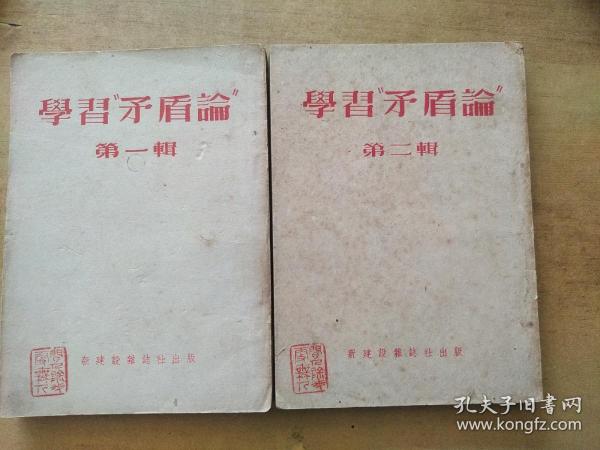 學習“矛盾論”
第一輯
新建設雜誌社出版
學習“矛盾論”
第二輯
新建設雜誌社出版
孔夫子旧书网
www.kongfz.com